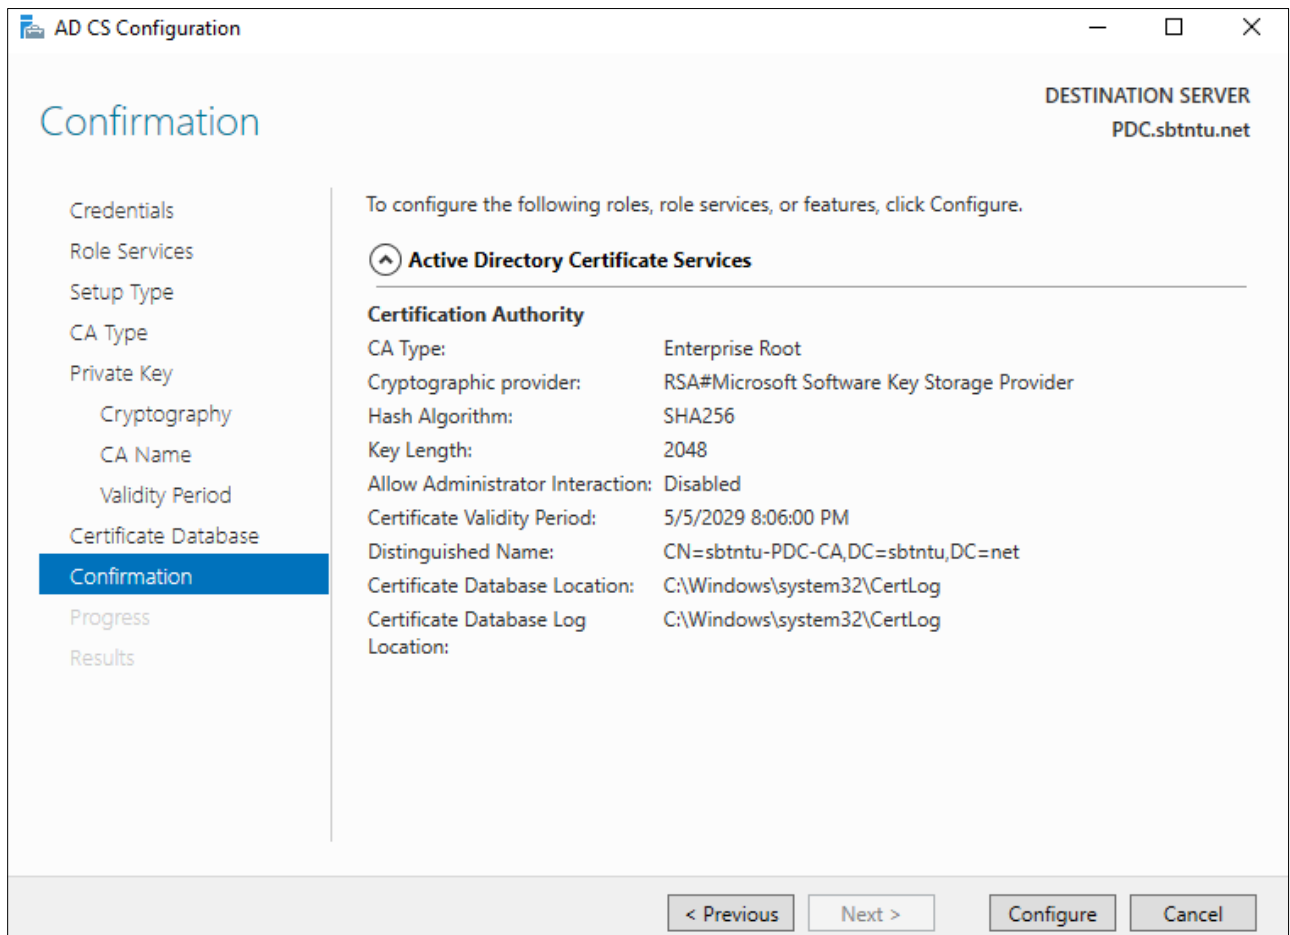 AD CS Configuration
Confirmation
DESTINATION SERVER
PDC.sbtntu.net
Credentials
Role Services
Setup Type
CA Type
Private Key
Cryptography
CA Name
Validity Period
Certificate Database
Confirmation
Progress
Results
To configure the following roles, role services, or features, click Configure.
Active Directory Certificate Services
Certification Authority
CA Type: Enterprise Root
Cryptographic provider: RSA#Microsoft Software Key Storage Provider
Hash Algorithm: SHA256
Key Length: 2048
Allow Administrator Interaction: Disabled
Certificate Validity Period: 5/5/2029 8:06:00 PM
Distinguished Name: CN=sbtntu-PDC-CA,DC=sbtntu,DC=net
Certificate Database Location: C:\Windows\system32\CertLog
Certificate Database Log C:\Windows\system32\CertLog
Location:
< Previous Next > Configure Cancel